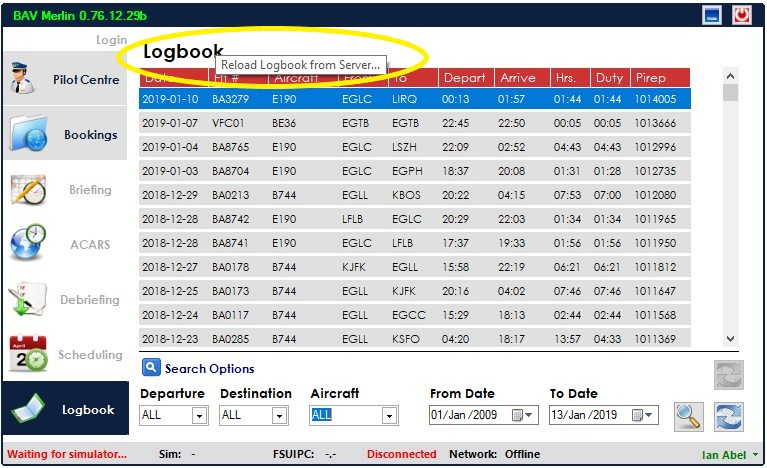 BAV Merlin 0.76.12.29b
Login
Pilot Centre
Bookings
Briefing
ACARS
Debriefing
April
20
Scheduling
Logbook
Logbook
Reload Logbook from Server...
Date Flt # Aircraft From To Depart Arrive Hrs. Duty Pirep
2019-01-10 BA3279 E190 EGLC LIRQ 00:13 01:57 01:44 01:44 1014005
2019-01-07 VFC01 BE36 EGTB EGTB 22:45 22:50 00:05 00:05 1013666
2019-01-04 BA8765 E190 EGLC LSZH 22:09 02:52 04:43 04:43 1012996
2019-01-03 BA8704 E190 EGLC EGPH 18:37 20:08 01:31 01:28 1012735
2018-12-29 BA0213 B744 EGLL KBOS 20:22 04:15 07:53 07:00 1012080
2018-12-28 BA8742 E190 LFLB EGLC 20:29 22:03 01:34 01:34 1011965
2018-12-28 BA8741 E190 EGLC LFLB 17:37 19:33 01:56 01:56 1011950
2018-12-27 BA0178 B744 KJFK EGLL 15:58 22:19 06:21 06:21 1011812
2018-12-25 BA0173 B744 EGLL KJFK 20:16 04:02 07:46 07:46 1011647
2018-12-24 BA0217 B744 EGLL EGCC 15:29 18:13 02:44 02:44 1011568
2018-12-23 BA0285 B744 EGLL KSFO 04:20 18:17 13:57 04:33 1011369
Search Options
Departure Destination Aircraft From Date To Date
ALL ALL ALL 01/Jan /2009 13/Jan /2019
Waiting for simulator... Sim: - FSUIPC: -.- Disconnected Network: Offline Ian Abel